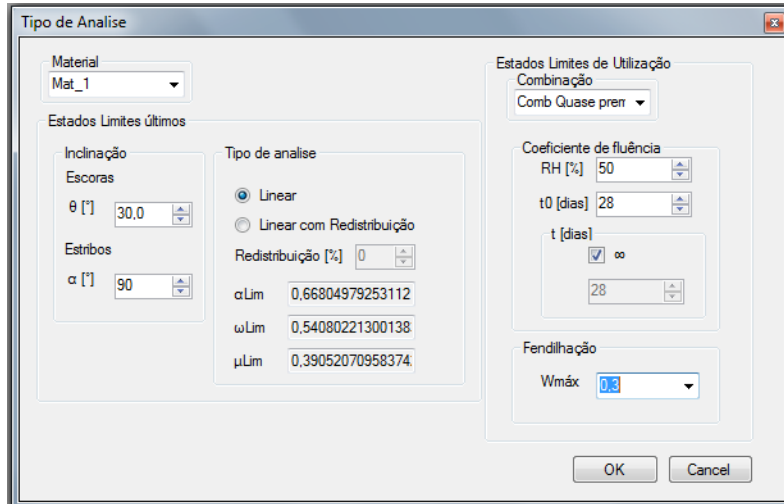 Tipo de Analise
Material
Mat_1
Estados Limites últimos
Inclinação
Escoras
θ [°] 30,0
Estribos
α [°] 90
Tipo de analise
Linear
Linear com Redistribuição
Redistribuição [%] 0
αLim 0,66804979253112
ωLim 0,54080221300138
μLim 0,39052070958374
Estados Limites de Utilização
Combinação
Comb Quase prem
Coeficiente de fluência
RH [%] 50
t0 [dias] 28
t [dias]
∞
28
Fendilhação
Wmáx 0,3
OK Cancel